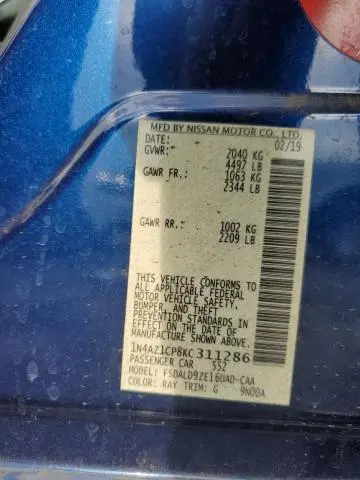 MFD BY NISSAN MOTOR CO., LTD.
DATE: 02/19
GVWR: 2040 KG
4497 LB
GAWR FR.: 1063 KG
2344 LB
GAWR RR.: 1002 KG
2209 LB
THIS VEHICLE CONFORMS TO
ALL APPLICABLE FEDERAL
MOTOR VEHICLE SAFETY,
BUMPER, AND THEFT
PREVENTION STANDARDS IN
EFFECT ON THE DATE OF
MANUFACTURE SHOWN ABOVE.
1N4AZ1CP8KC311286
PASSENGER CAR 552
MODEL: FSDALD9ZE16UAD-CAA
COLOR: RAY TRIM: G 9N00A